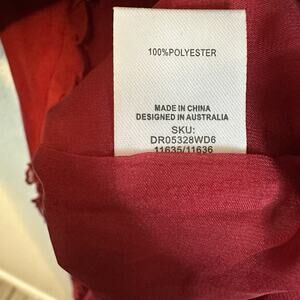 100%POLYESTER
MADE IN CHINA
DESIGNED IN AUSTRALIA
SKU:
DR05328WD6
11635/11636